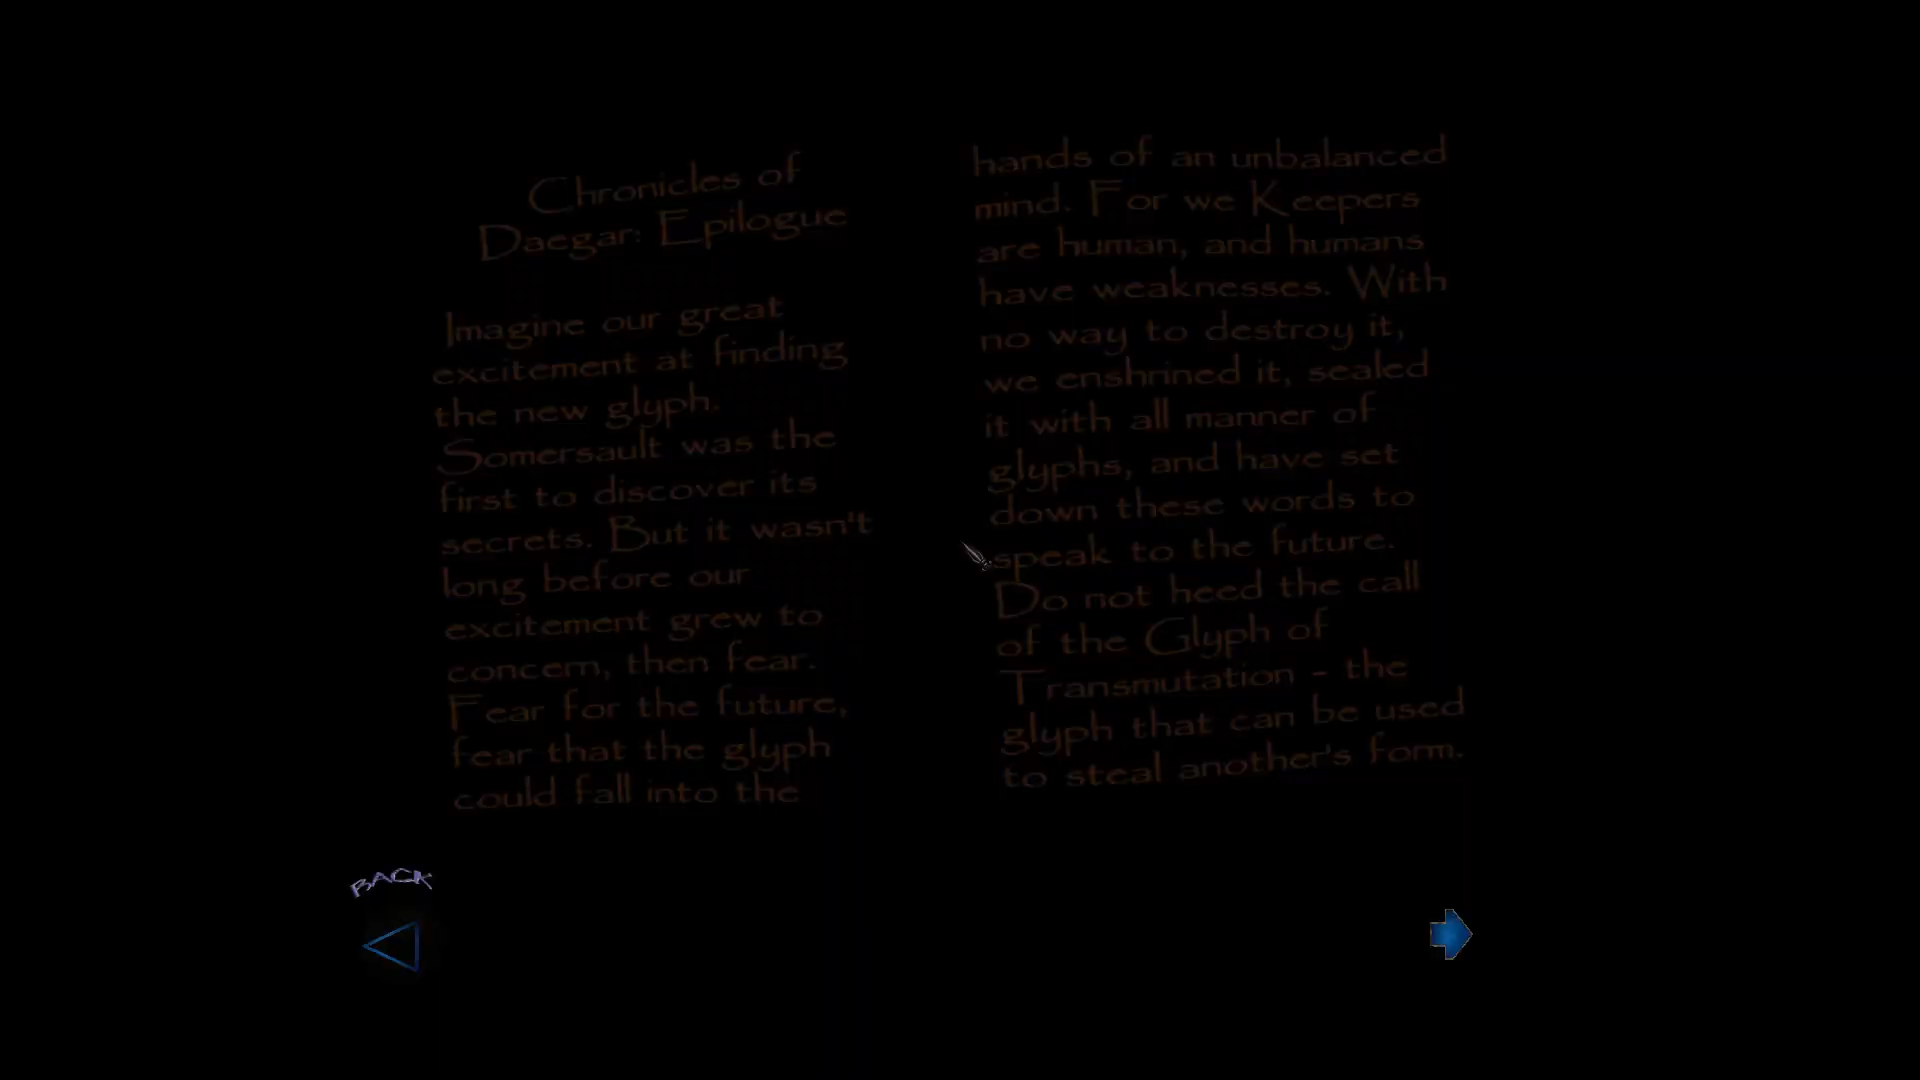 Chronicles of
Daegar: Epilogue
Imagine our great
excitement at finding
the new glyph.
Somersault was the
first to discover its
secrets. But it wasn't
long before our
excitement grew to
concern, then fear.
Fear for the future,
fear that the glyph
could fall into the
hands of an unbalanced
mind. For we Keepers
are human, and humans
have weaknesses. With
no way to destroy it,
we enshrined it, sealed
it with all manner of
glyphs, and have set
down these words to
speak to the future.
Do not heed the call
of the Glyph of
Transmutation - the
glyph that can be used
to steal another's form.
BACK